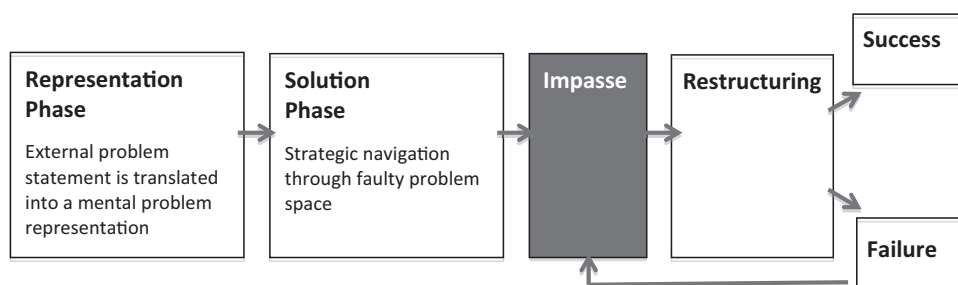 Representation
Phase
External problem
statement is translated
into a mental problem
representation
Solution
Phase
Strategic navigation
through faulty problem
space
Impasse
Restructuring
Success
Failure